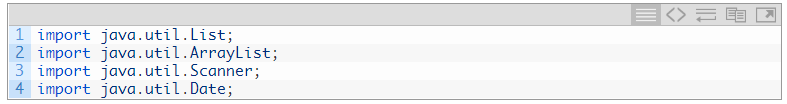 1 import java.util.List;
2 import java.util.ArrayList;
3 import java.util.Scanner;
4 import java.util.Date;